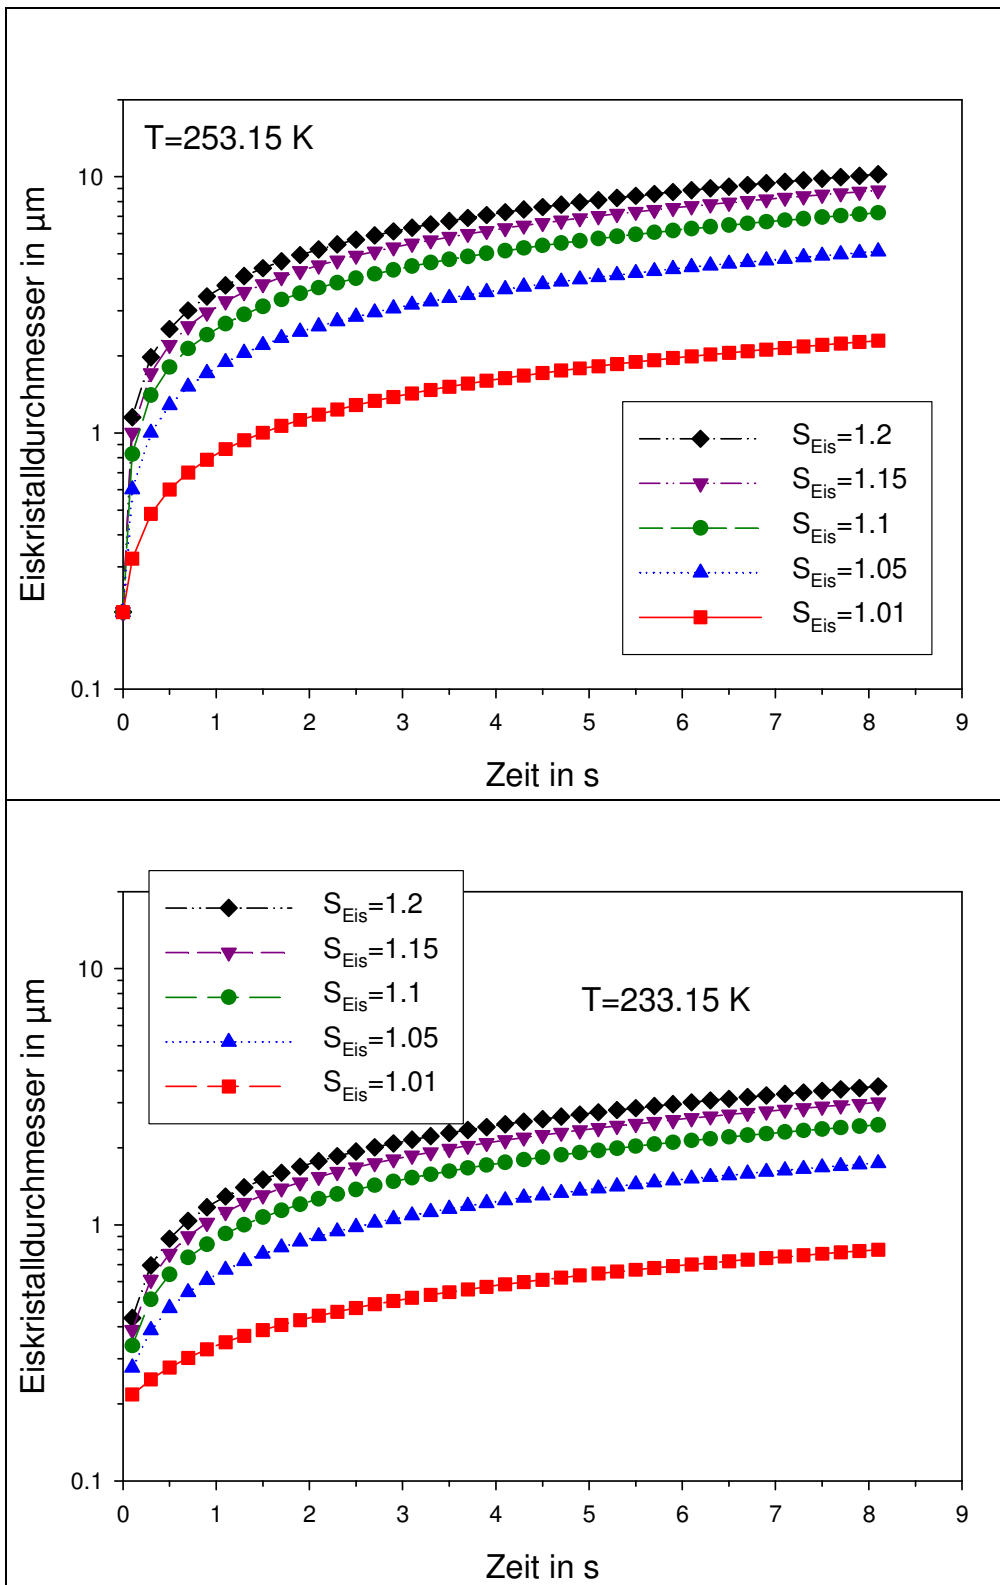 T=253.15 K
Eiskristalldurchmesser in µm
10
1
0.1
S_Eis=1.2
S_Eis=1.15
S_Eis=1.1
S_Eis=1.05
S_Eis=1.01
0 1 2 3 4 5 6 7 8 9
Zeit in s
S_Eis=1.2
S_Eis=1.15
S_Eis=1.1
S_Eis=1.05
S_Eis=1.01
T=233.15 K
Eiskristalldurchmesser in µm
10
1
0.1
0 1 2 3 4 5 6 7 8 9
Zeit in s